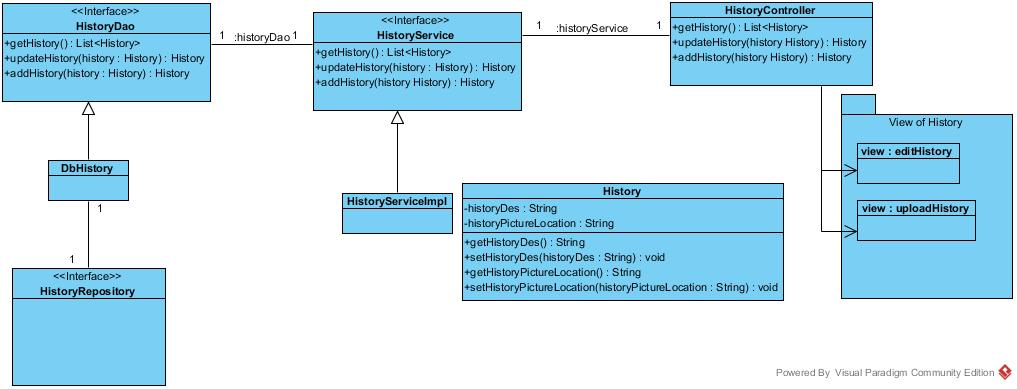 <<Interface>>
HistoryDao
+getHistory() : List<History>
+updateHistory(history : History) : History
+addHistory(history : History) : History
1 :historyDao 1
<<Interface>>
HistoryService
+getHistory() : List<History>
+updateHistory(history : History) : History
+addHistory(history History) : History
1 :historyService 1
HistoryController
+getHistory() : List<History>
+updateHistory(history History) History
+addHistory(history History) : History
DbHistory
1
1
<<Interface>>
HistoryRepository
HistoryServiceImpl
History
-historyDes : String
-historyPictureLocation : String
+getHistoryDes() : String
+setHistoryDes(historyDes : String) : void
+getHistoryPictureLocation() : String
+setHistoryPictureLocation(historyPictureLocation : String) : void
View of History
view : editHistory
view : uploadHistory
Powered By Visual Paradigm Community Edition